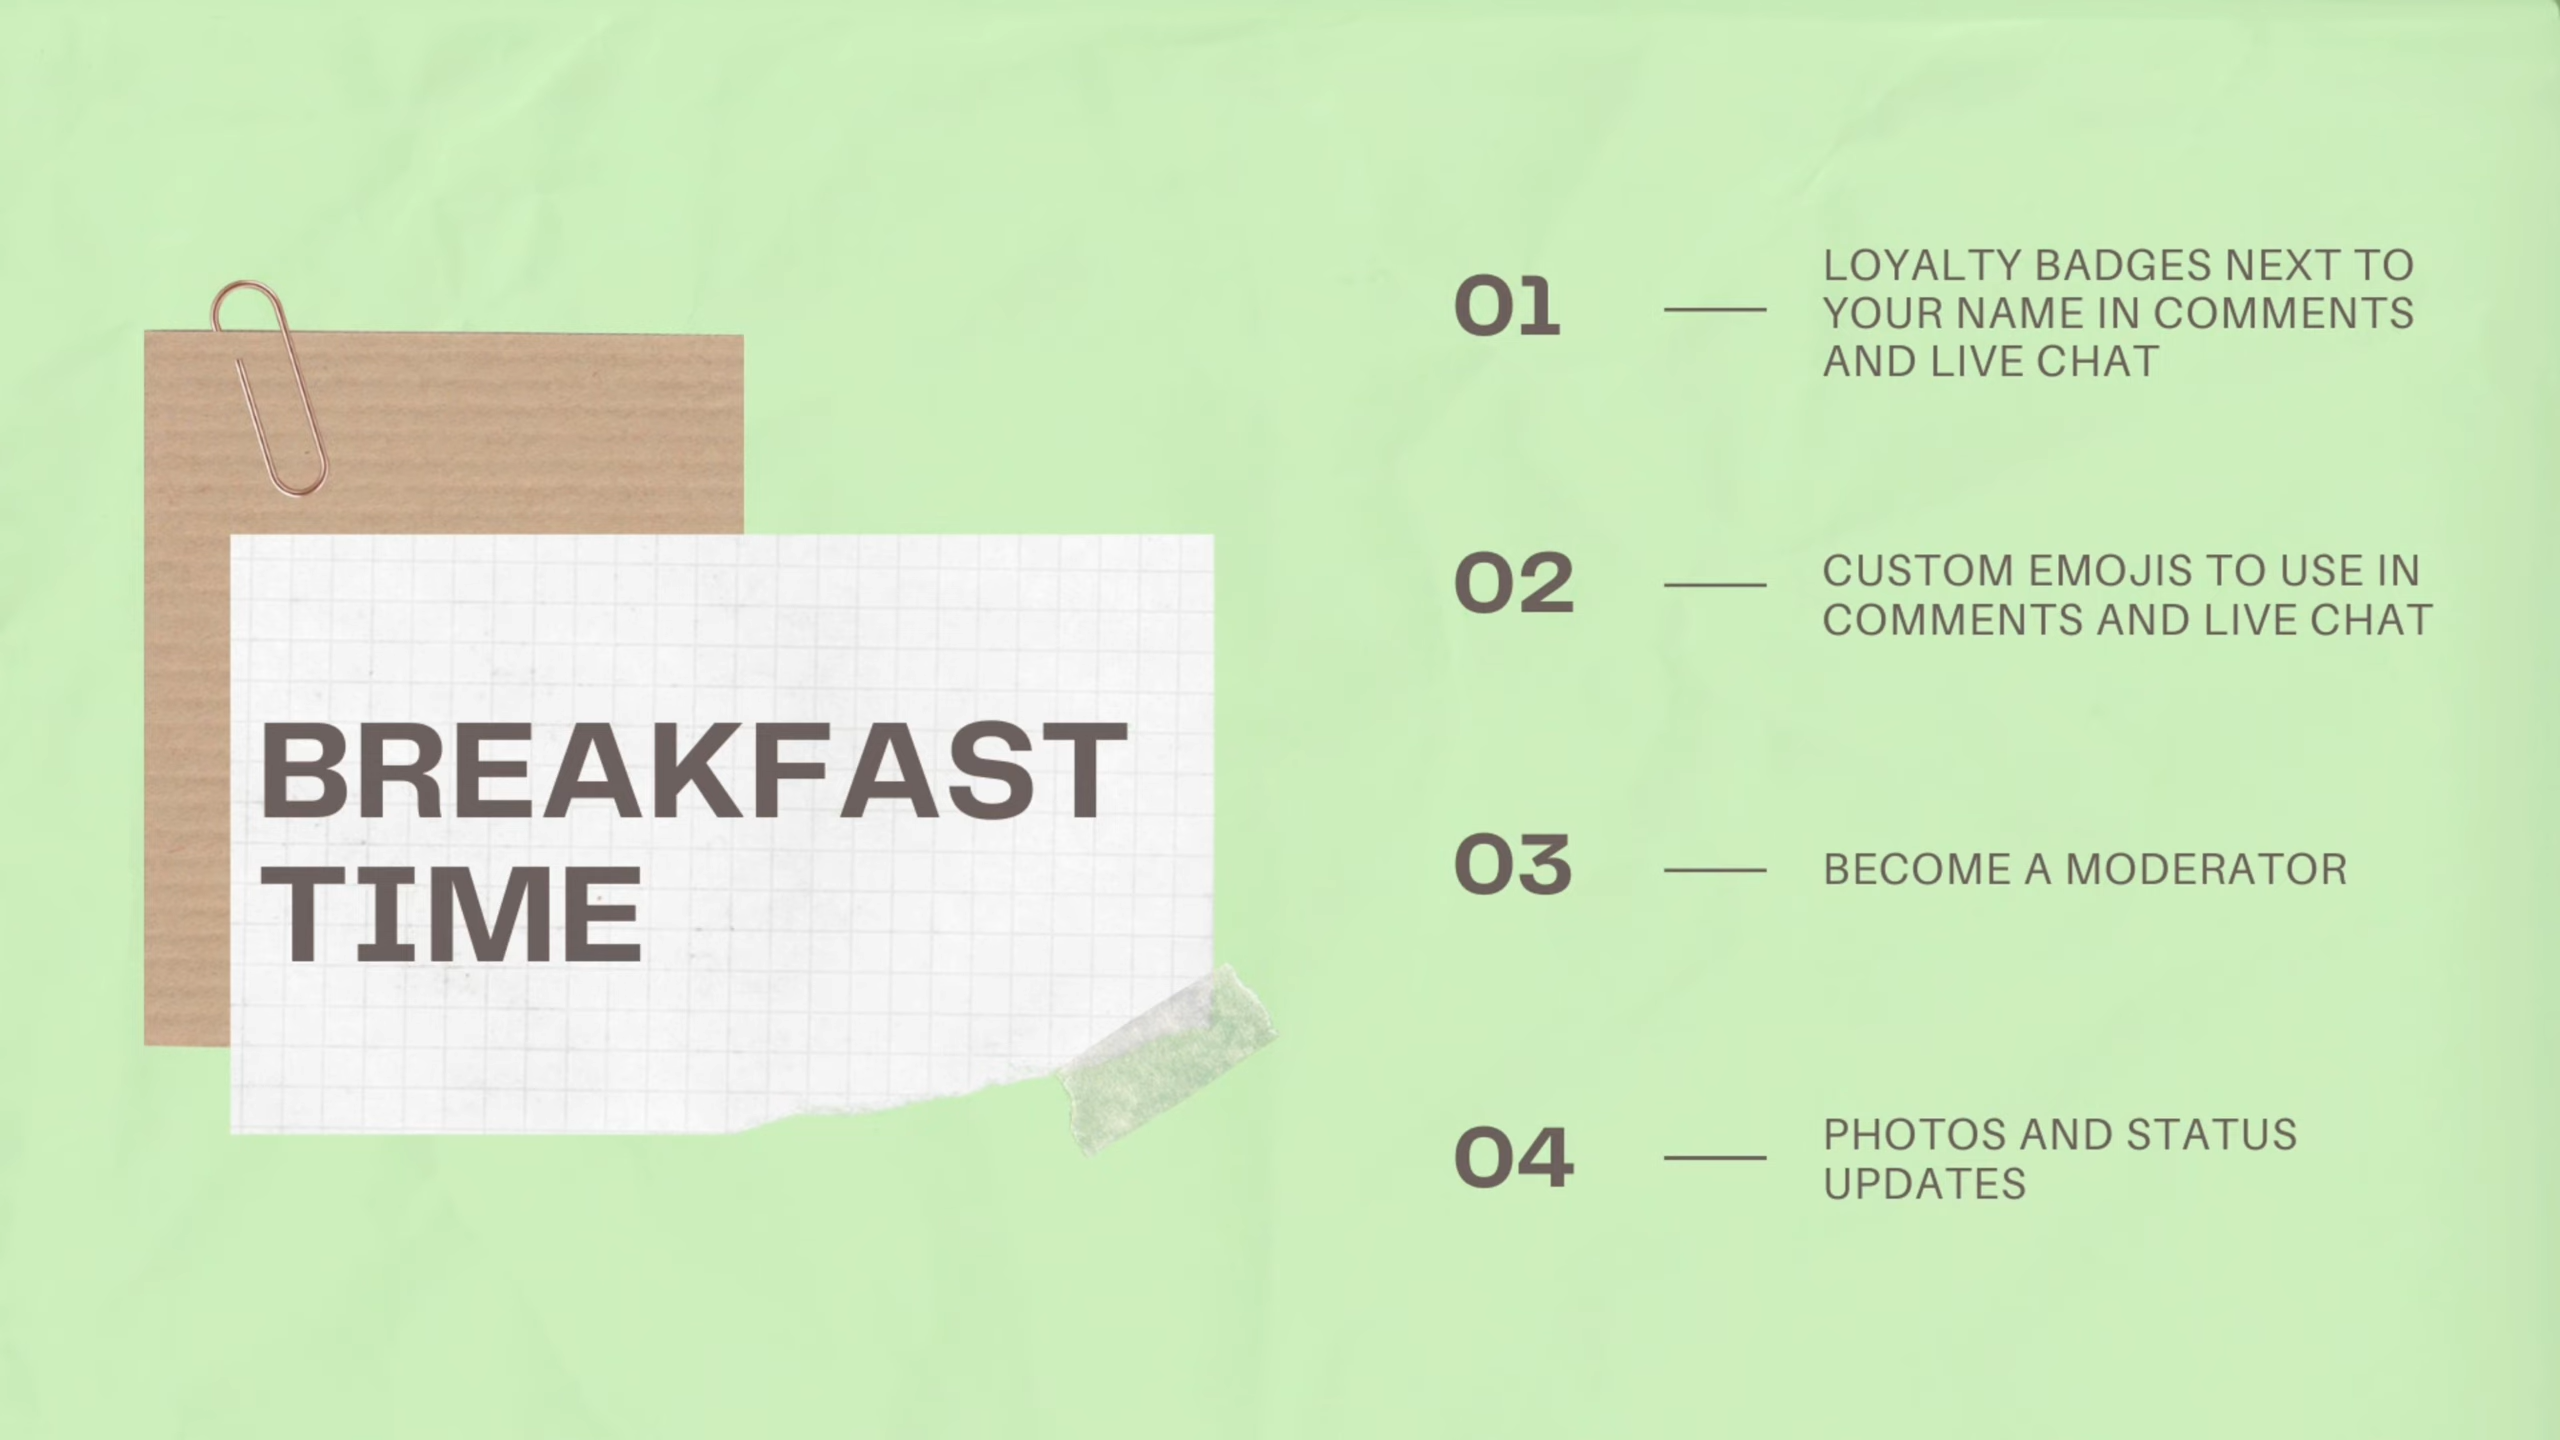 BREAKFAST
TIME
01
LOYALTY BADGES NEXT TO
YOUR NAME IN COMMENTS
AND LIVE CHAT
02
CUSTOM EMOJIS TO USE IN
COMMENTS AND LIVE CHAT
03
BECOME A MODERATOR
04
PHOTOS AND STATUS
UPDATES